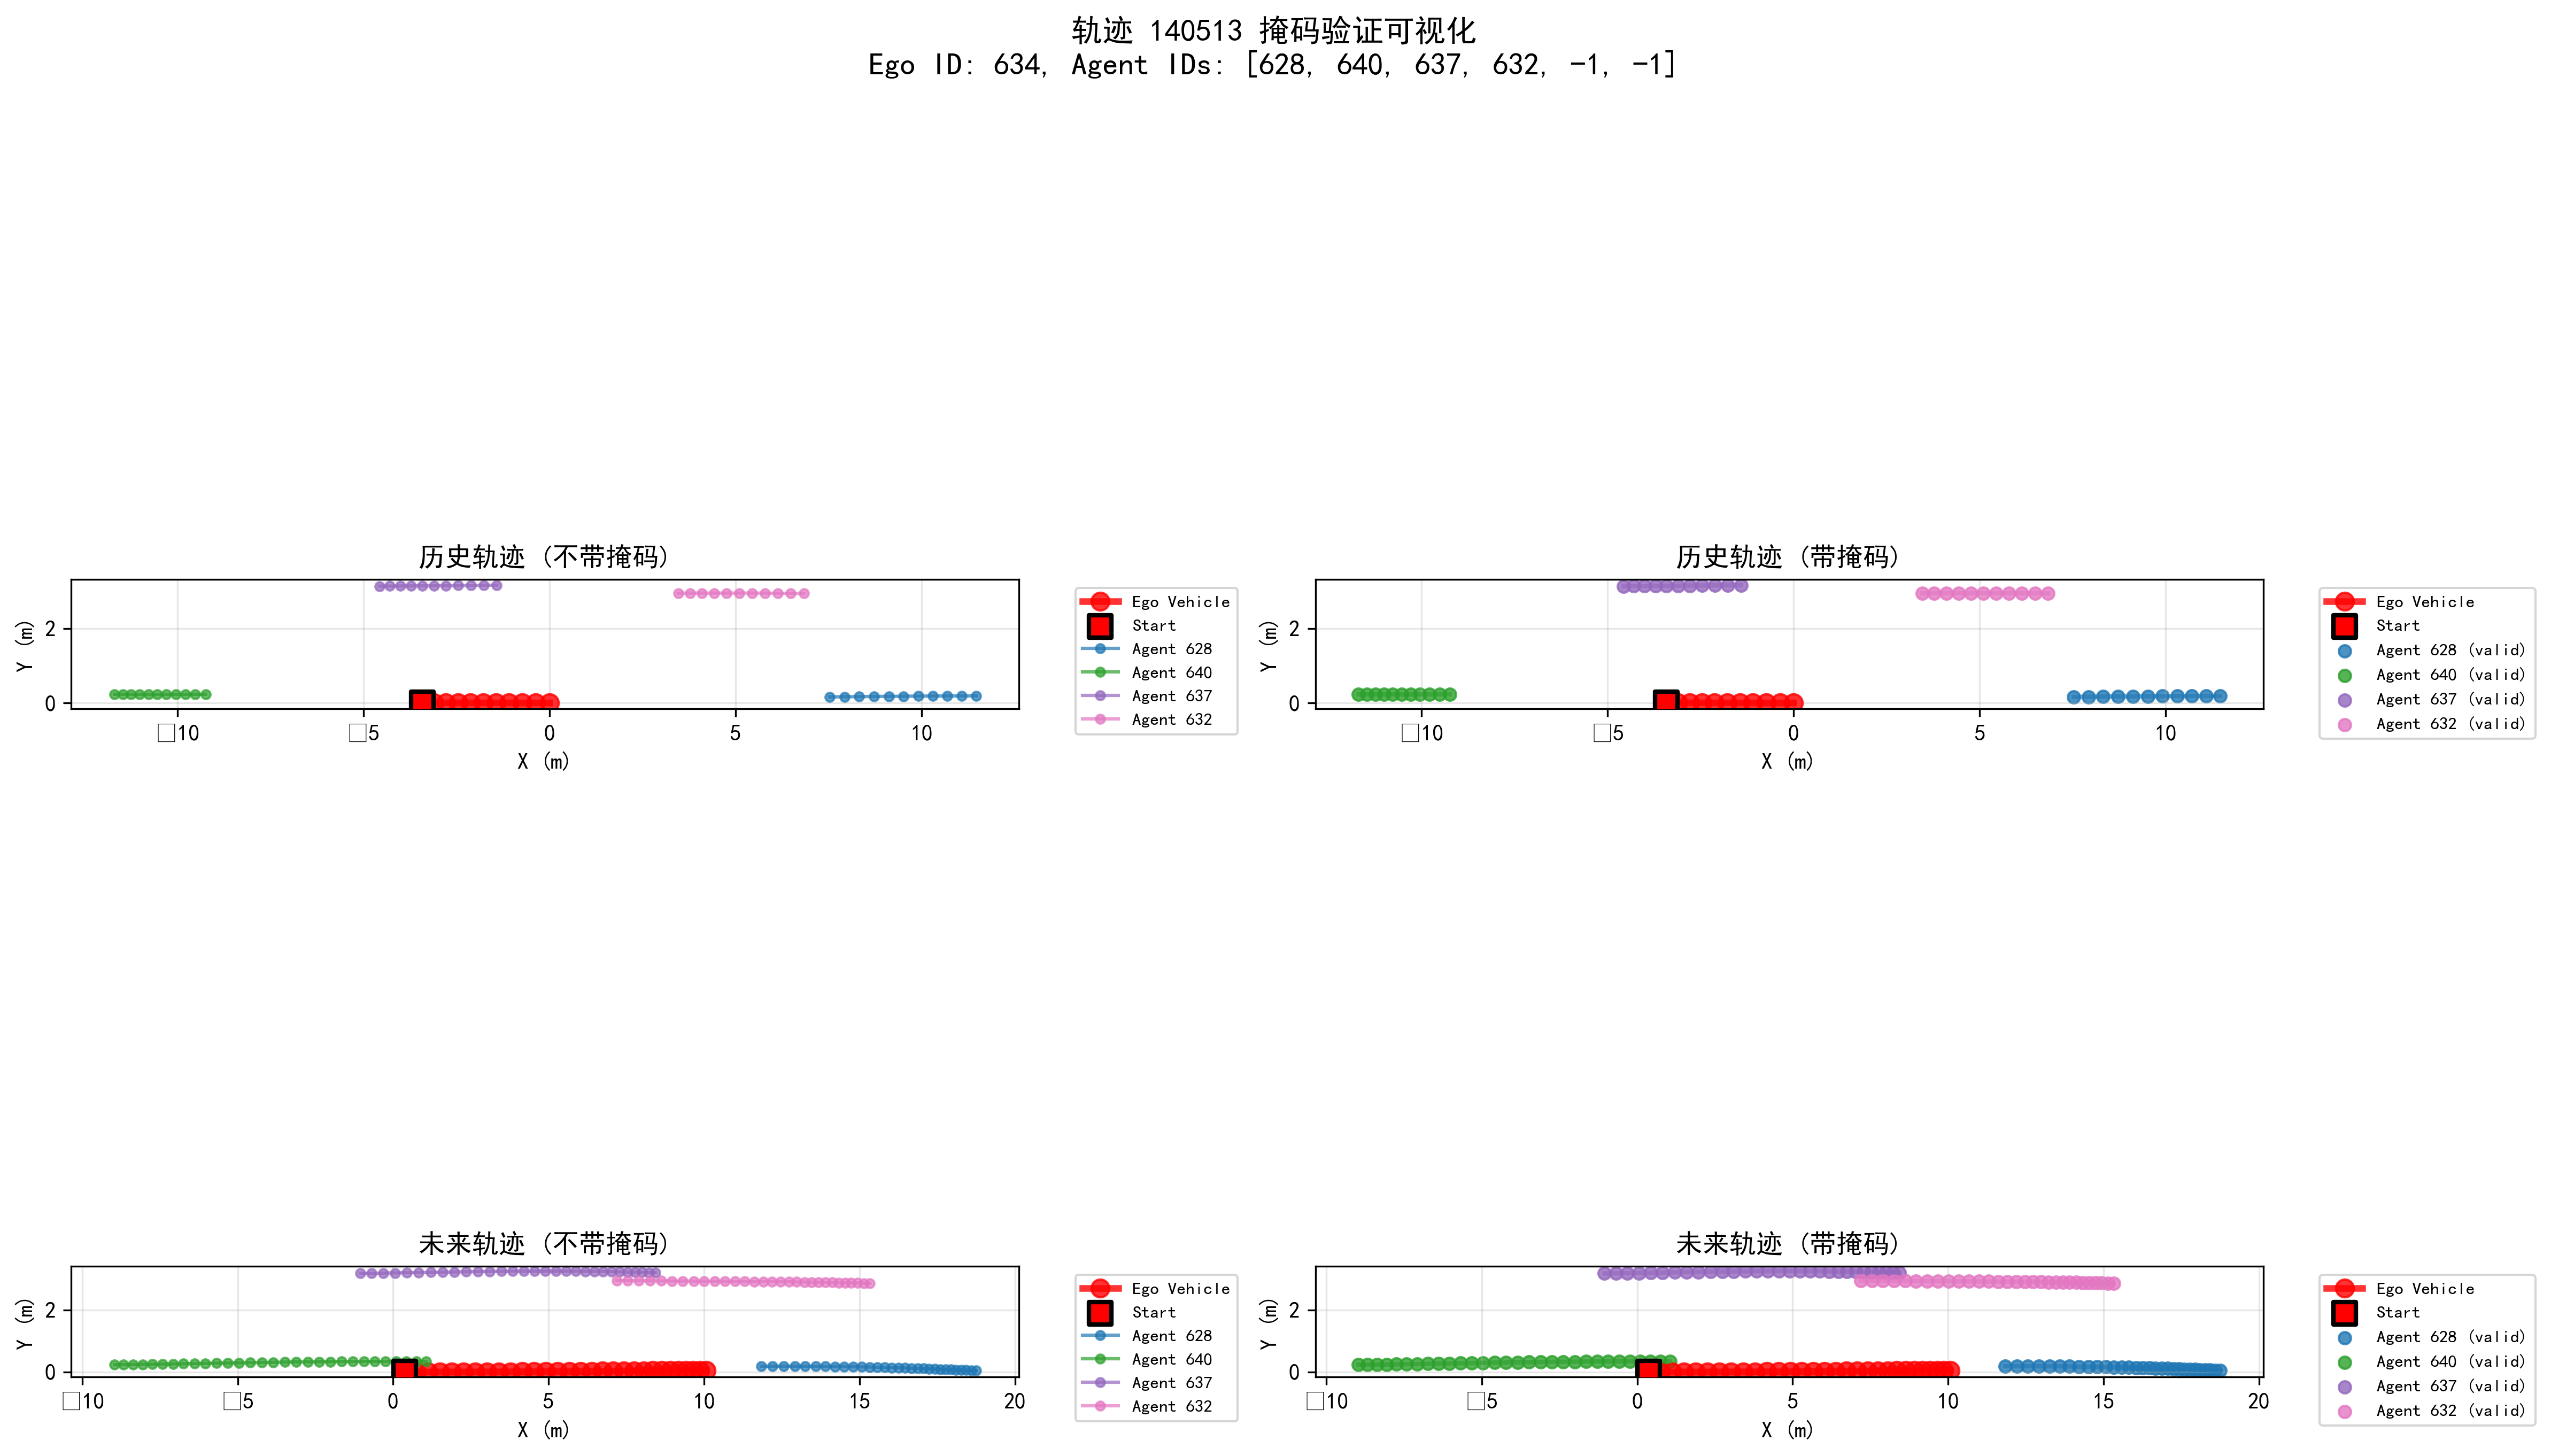 轨迹 140513 掩码验证可视化
Ego ID: 634, Agent IDs: [628, 640, 637, 632, −1, −1]
历史轨迹 (不带掩码)
Y (m)
2
0
□10 □5 0 5 10
X (m)
Ego Vehicle
Start
Agent 628
Agent 640
Agent 637
Agent 632
历史轨迹 (带掩码)
Y (m)
2
0
□10 □5 0 5 10
X (m)
Ego Vehicle
Start
Agent 628 (valid)
Agent 640 (valid)
Agent 637 (valid)
Agent 632 (valid)
未来轨迹 (不带掩码)
Y (m)
2
0
□10 □5 0 5 10 15 20
X (m)
Ego Vehicle
Start
Agent 628
Agent 640
Agent 637
Agent 632
未来轨迹 (带掩码)
Y (m)
2
0
□10 □5 0 5 10 15 20
X (m)
Ego Vehicle
Start
Agent 628 (valid)
Agent 640 (valid)
Agent 637 (valid)
Agent 632 (valid)